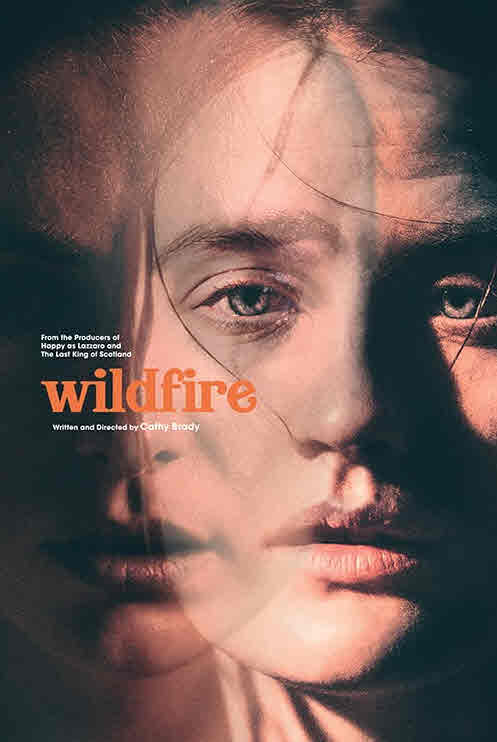 From the Producers of
Happy as Lazzaro and
The Last King of Scotland
wildfire
Written and Directed by Cathy Brady